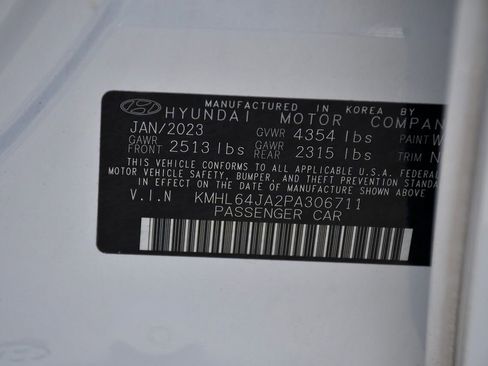 MANUFACTURED IN KOREA BY
HYUNDAI MOTOR COMPAN
JAN/2023 GVWR 4354 lbs PAINT W
GAWR FRONT 2513 lbs GAWR REAR 2315 lbs TRIM N
THIS VEHICLE CONFORMS TO ALL APPLICABLE U.S.A. FEDERAL
MOTOR VEHICLE SAFETY, BUMPER, AND THEFT PREVENTION STANDA
IN EFFECT ON THE DATE OF MANUFACTURE SHOWN ABOVE
V.I.N KMHL64JA2PA306711
PASSENGER CAR